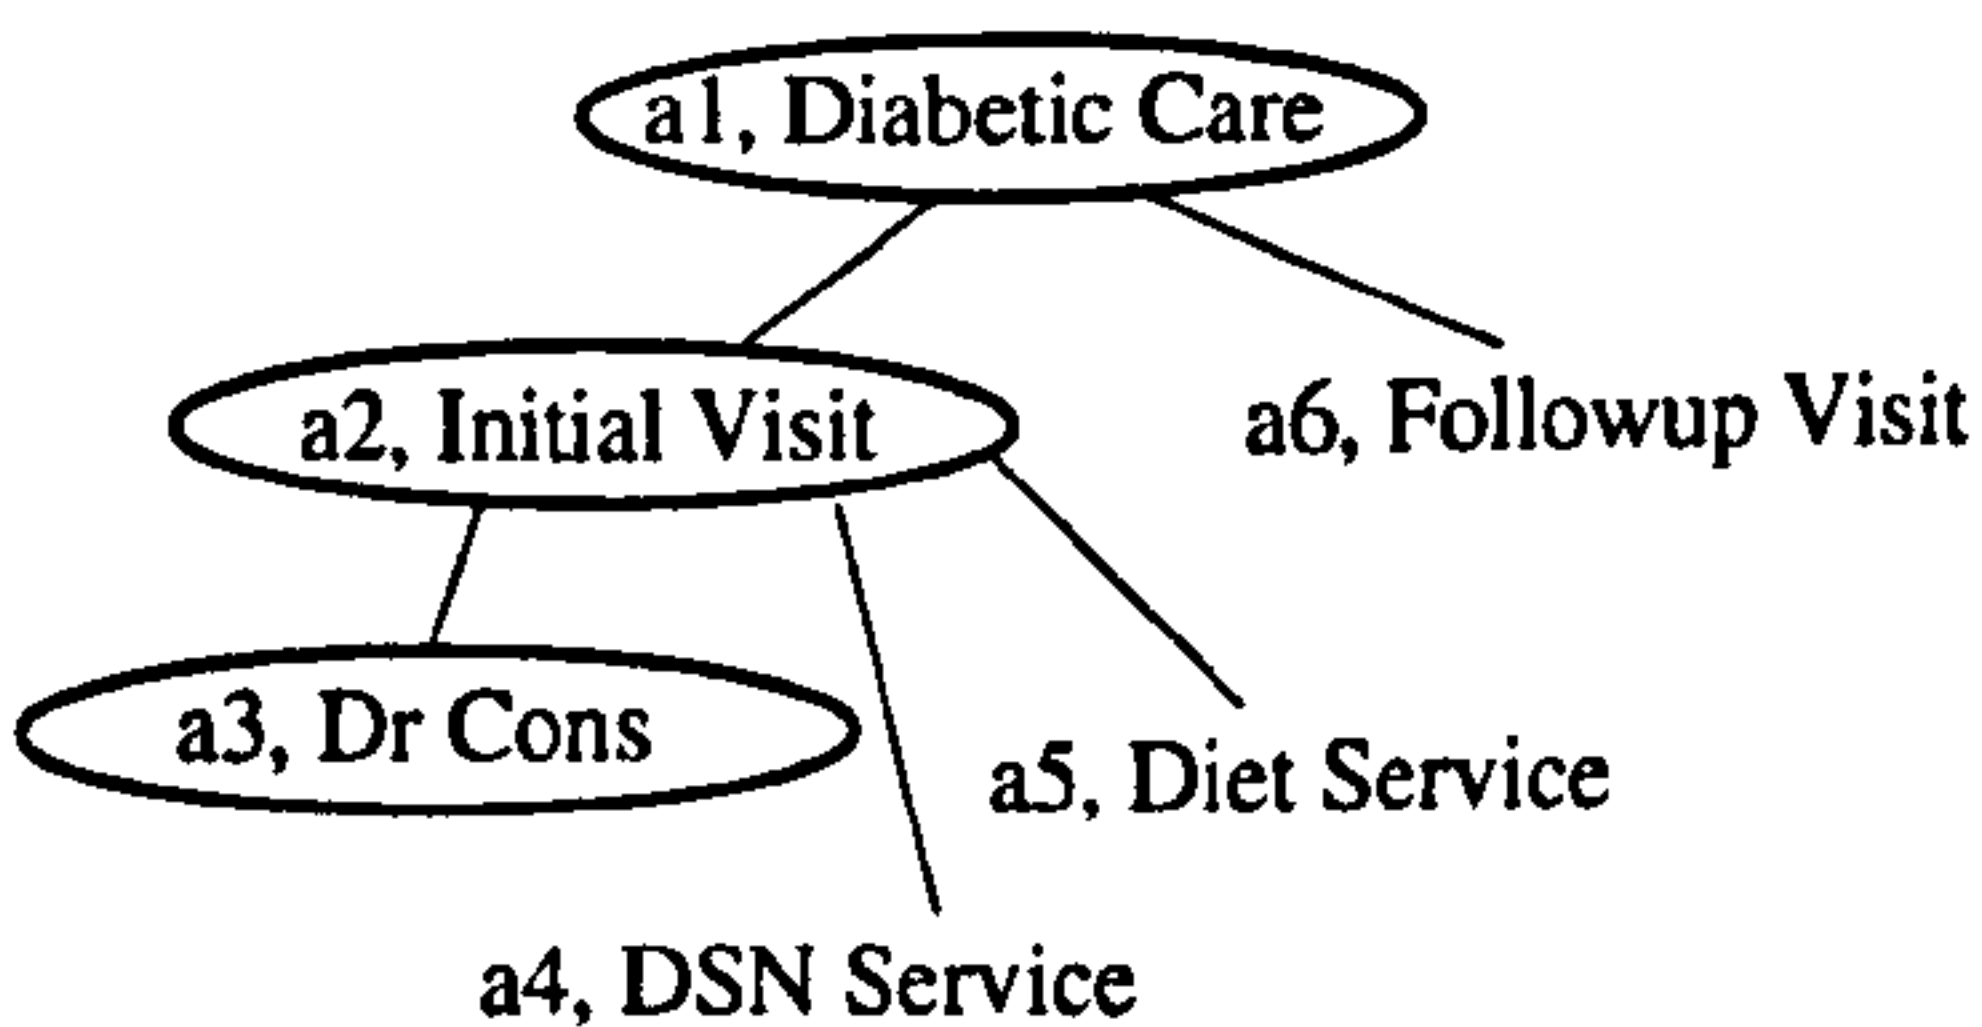 a1, Diabetic Care
a2, Initial Visit
a6, Followup Visit
a3, Dr Cons
a5, Diet Service
a4, DSN Service